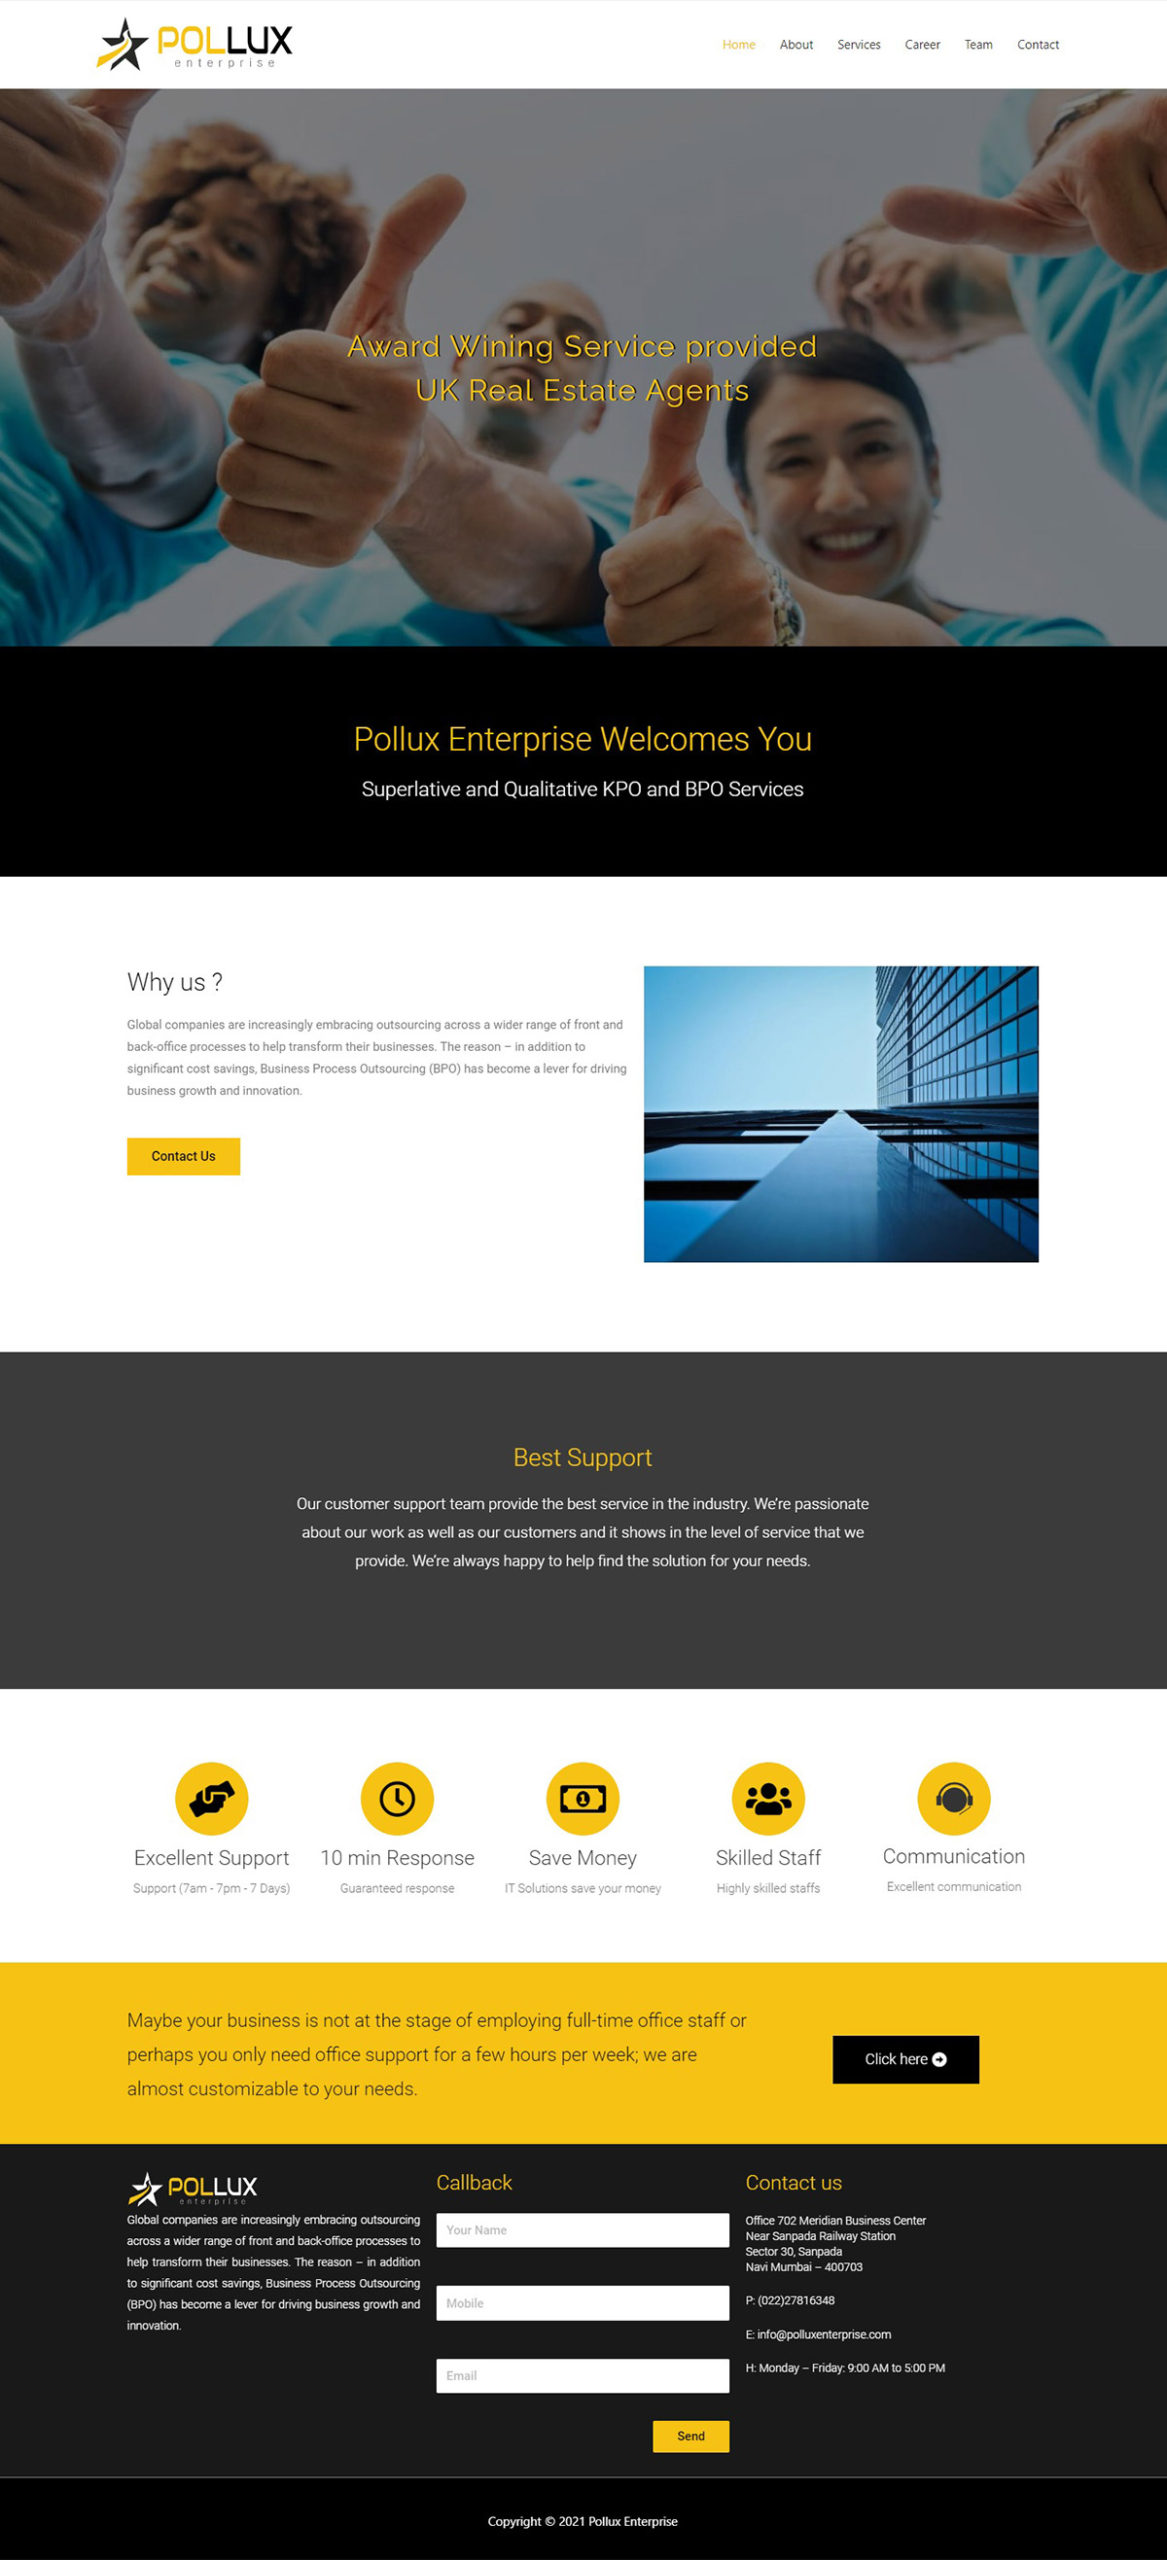 POLLUX
enterprise
Home
About
Services
Career
Team
Contact
Award Wining Service provided
UK Real Estate Agents
Pollux Enterprise Welcomes You
Superlative and Qualitative KPO and BPO Services
Why us ?
Global companies are increasingly embracing outsourcing across a wider range of front and
back-office processes to help transform their businesses. The reason – in addition to
significant cost savings, Business Process Outsourcing (BPO) has become a lever for driving
business growth and innovation.
Contact Us
Best Support
Our customer support team provide the best service in the industry. We’re passionate
about our work as well as our customers and it shows in the level of service that we
provide. We’re always happy to help find the solution for your needs.
Excellent Support
Support (7am - 7pm - 7 Days)
10 min Response
Guaranteed response
1
Save Money
IT Solutions save your money
Skilled Staff
Highly skilled staffs
Communication
Excellent communication
Maybe your business is not at the stage of employing full-time office staff or
perhaps you only need office support for a few hours per week; we are
almost customizable to your needs.
Click here
POLLUX
enterprise
Global companies are increasingly embracing outsourcing
across a wider range of front and back-office processes to
help transform their businesses. The reason – in addition
to significant cost savings, Business Process Outsourcing
(BPO) has become a lever for driving business growth and
innovation.
Callback
Your Name
Mobile
Email
Send
Contact us
Office 702 Meridian Business Center
Near Sanpada Railway Station
Sector 30, Sanpada
Navi Mumbai – 400703
P: (022)27816348
E: info@polluxenterprise.com
H: Monday – Friday: 9:00 AM to 5:00 PM
Copyright © 2021 Pollux Enterprise